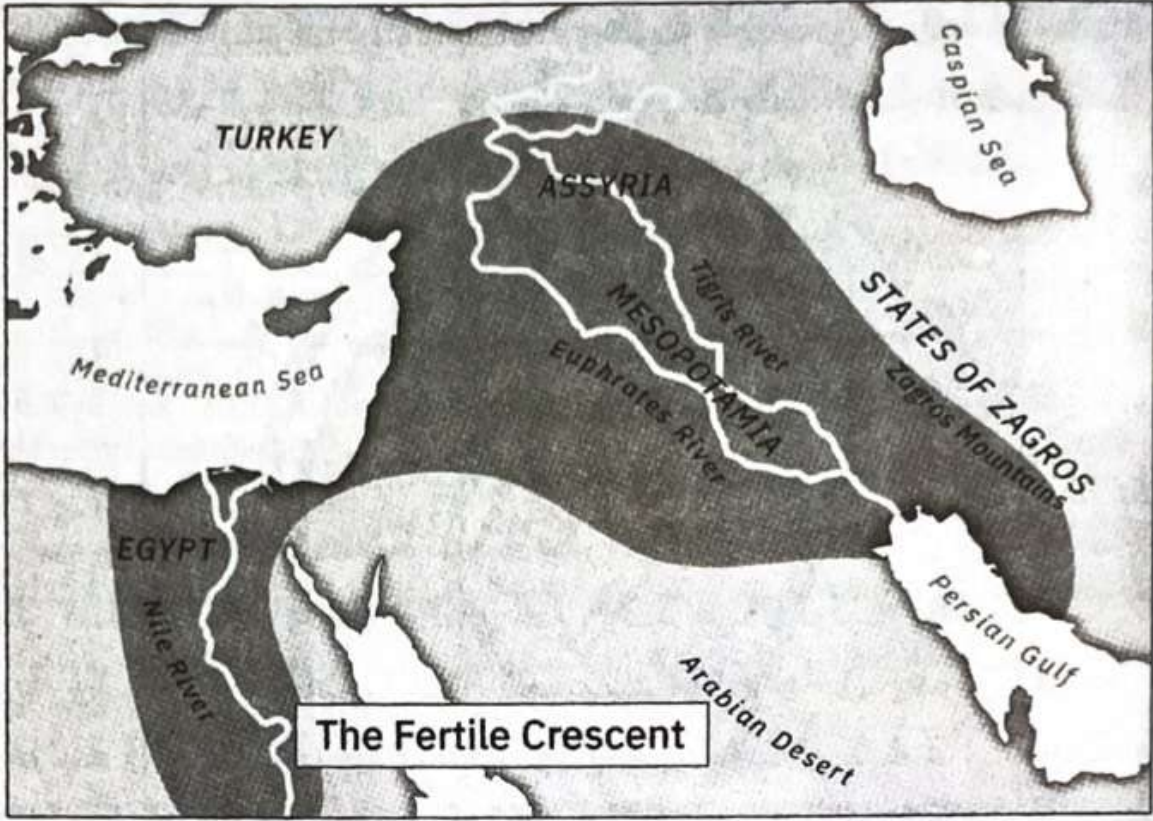 Caspian Sea
TURKEY
ASSYRIA
Tigris River
STATES OF ZAGROS
MESOPOTAMIA
Zagros Mountains
Mediterranean Sea
Euphrates River
EGYPT
Nile River
Persian Gulf
Arabian Desert
The Fertile Crescent